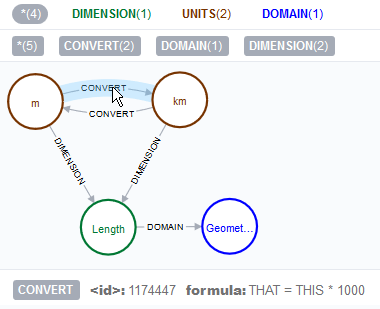 *(4) DIMENSION(1) UNITS(2) DOMAIN(1)
*(5) CONVERT(2) DOMAIN(1) DIMENSION(2)
CONVERT
m km
CONVERT
DIMENSION DIMENSION
Length DOMAIN Geomet...
CONVERT <id>: 1174447 formula: THAT = THIS * 1000